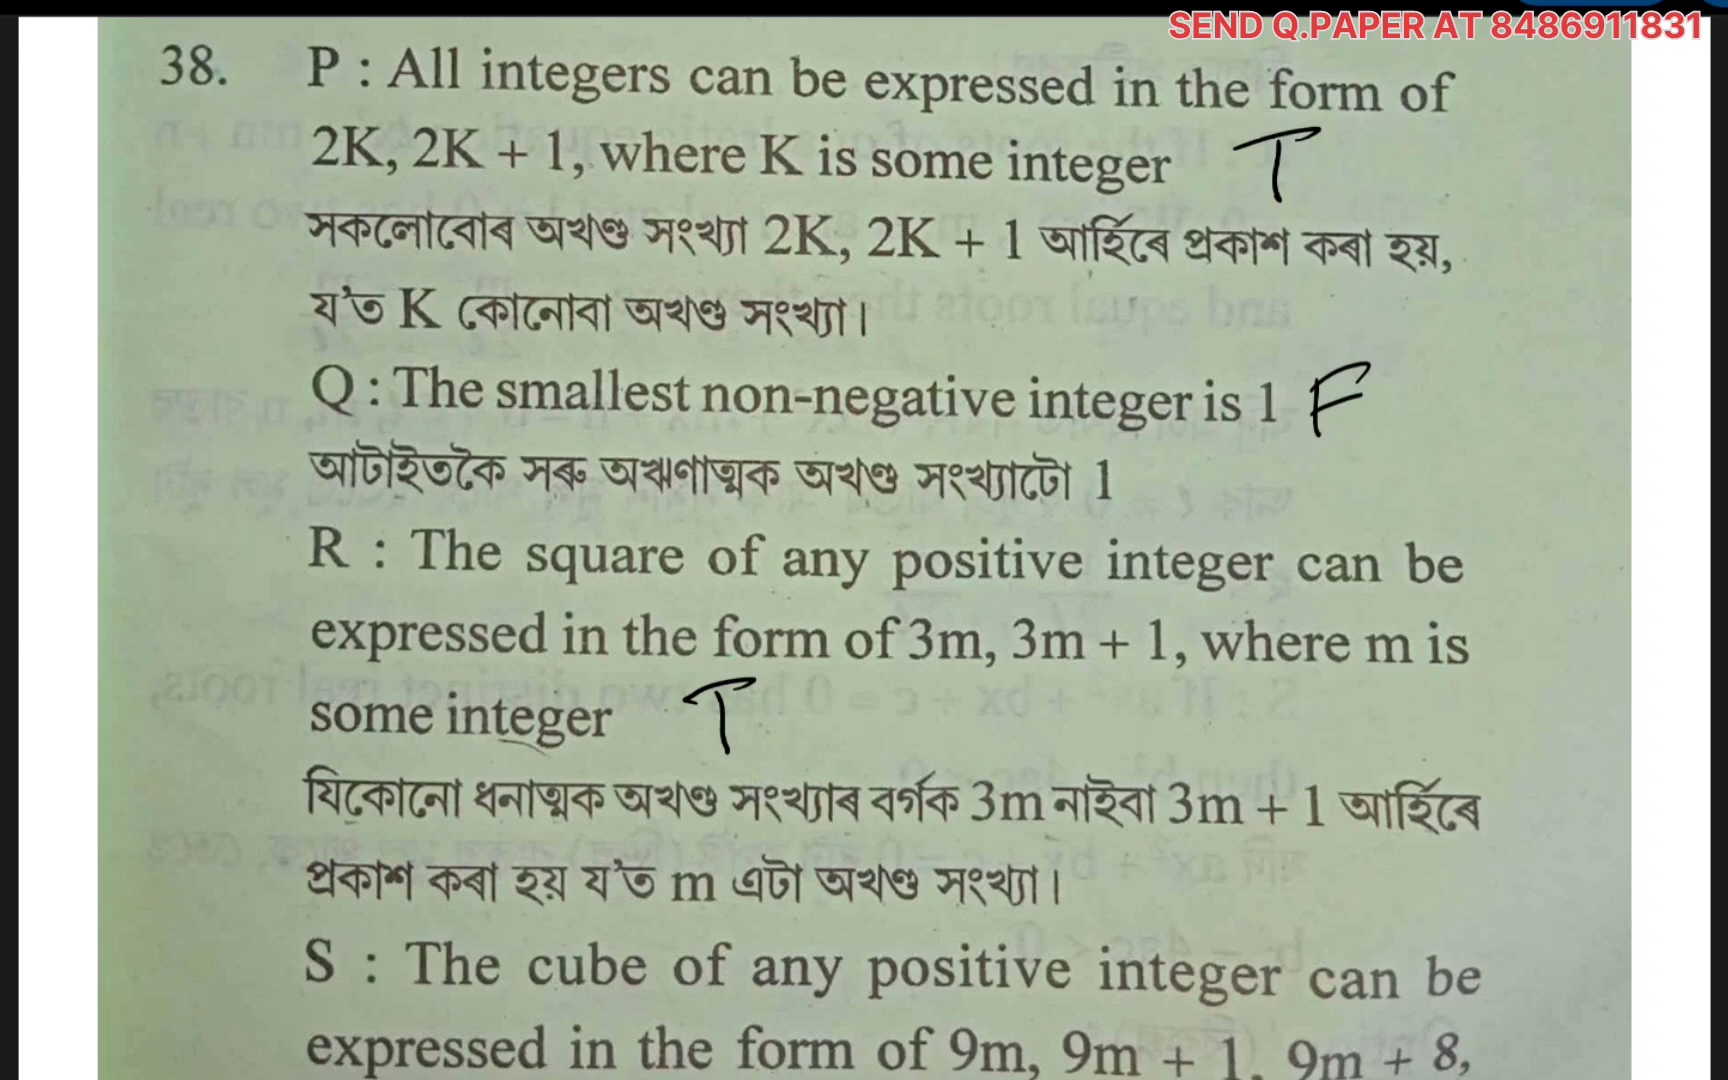 SEND Q.PAPER AT 8486911831
38. P : All integers can be expressed in the form of
2K, 2K + 1, where K is some integer T
সকলোবোৰ অখণ্ড সংখ্যা 2K, 2K + 1 আৰ্হিৰে প্ৰকাশ কৰা হয়,
য'ত K কোনোবা অখণ্ড সংখ্যা।
Q : The smallest non-negative integer is 1 F
আটাইতকৈ সৰু অঋণাত্মক অখণ্ড সংখ্যাটো 1
R : The square of any positive integer can be
expressed in the form of 3m, 3m + 1, where m is
some integer T
যিকোনো ধনাত্মক অখণ্ড সংখ্যাৰ বৰ্গক 3m নাইবা 3m + 1 আৰ্হিৰে
প্ৰকাশ কৰা হয় য'ত m এটা অখণ্ড সংখ্যা।
S : The cube of any positive integer can be
expressed in the form of 9m, 9m + 1, 9m + 8,